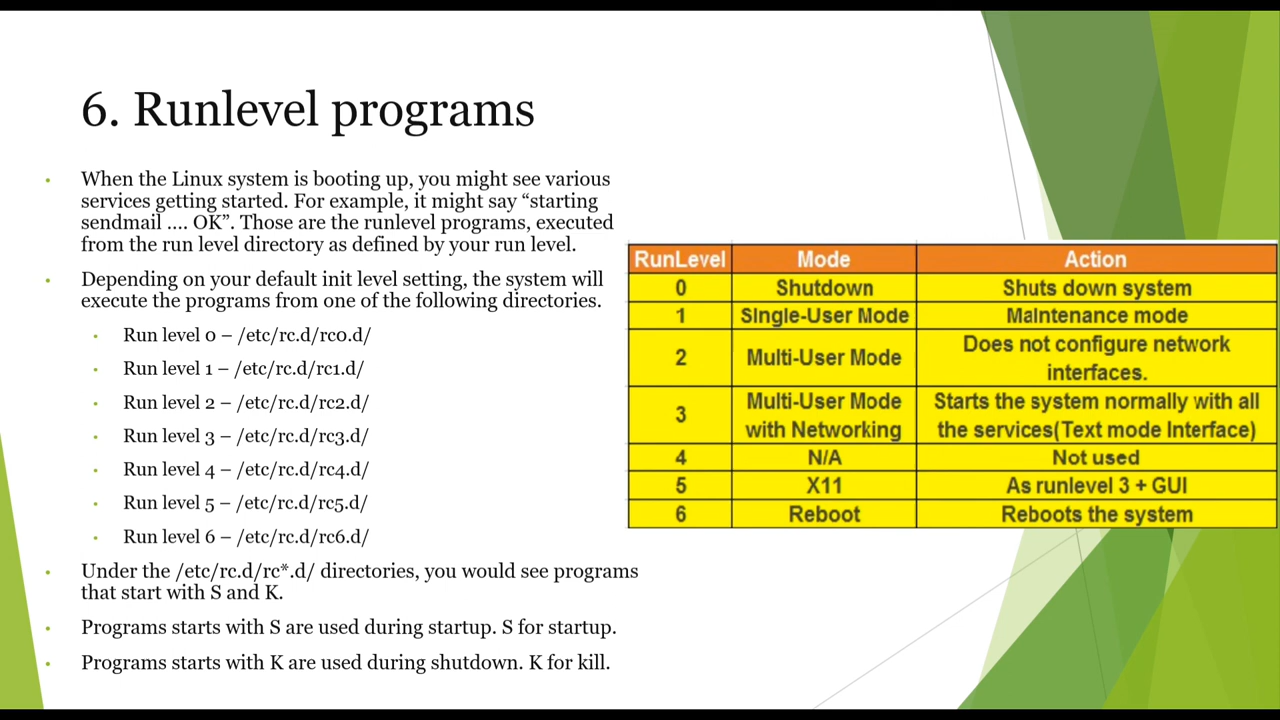 6. Runlevel programs
• When the Linux system is booting up, you might see various
services getting started. For example, it might say “starting
sendmail .... OK”. Those are the runlevel programs, executed
from the run level directory as defined by your run level.
• Depending on your default init level setting, the system will
execute the programs from one of the following directories.
• Run level 0 – /etc/rc.d/rc0.d/
• Run level 1 – /etc/rc.d/rc1.d/
• Run level 2 – /etc/rc.d/rc2.d/
• Run level 3 – /etc/rc.d/rc3.d/
• Run level 4 – /etc/rc.d/rc4.d/
• Run level 5 – /etc/rc.d/rc5.d/
• Run level 6 – /etc/rc.d/rc6.d/
• Under the /etc/rc.d/rc*.d/ directories, you would see programs
that start with S and K.
• Programs starts with S are used during startup. S for startup.
• Programs starts with K are used during shutdown. K for kill.
RunLevel Mode Action
0 Shutdown Shuts down system
1 Single-User Mode Maintenance mode
2 Multi-User Mode Does not configure network
interfaces.
3 Multi-User Mode Starts the system normally with all
with Networking the services(Text mode Interface)
4 N/A Not used
5 X11 As runlevel 3 + GUI
6 Reboot Reboots the system